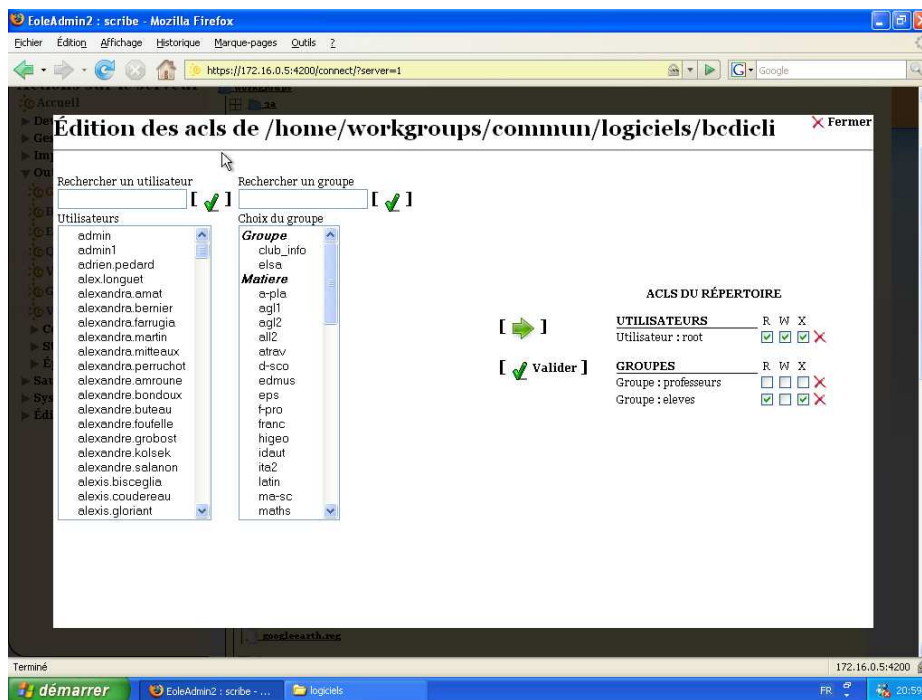 EoleAdmin2 : scribe - Mozilla Firefox
Fichier Édition Affichage Historique Marque-pages Outils ?
https://172.16.0.5:4200/connect/?server=1
Google
Accueil
Édition des acls de /home/workgroups/commun/logiciels/bcdicli
Fermer
Rechercher un utilisateur
Rechercher un groupe
[ ] [ ]
Utilisateurs
admin
admin1
adrien.pedard
alex.longuet
alexandra.amat
alexandra.bernier
alexandra.farrugia
alexandra.martin
alexandra.mitteaux
alexandra.perruchot
alexandre.amroune
alexandre.bondoux
alexandre.buteau
alexandre.foufelle
alexandre.grobost
alexandre.kolsek
alexandre.salanon
alexis.bisceglia
alexis.coudereau
alexis.gloriant
Choix du groupe
Groupe
club_info
elsa
Matiere
a-pla
agl1
agl2
all2
atrav
d-sco
edmus
eps
f-pro
franc
higeo
idaut
ita2
latin
ma-sc
maths
[ ]
[ Valider ]
ACLS DU RÉPERTOIRE
UTILISATEURS R W X
Utilisateur : root
GROUPES R W X
Groupe : professeurs
Groupe : eleves
googleearth.reg
Terminé
172.16.0.5:4200
démarrer
EoleAdmin2 : scribe - ...
logiciels
FR
20:59